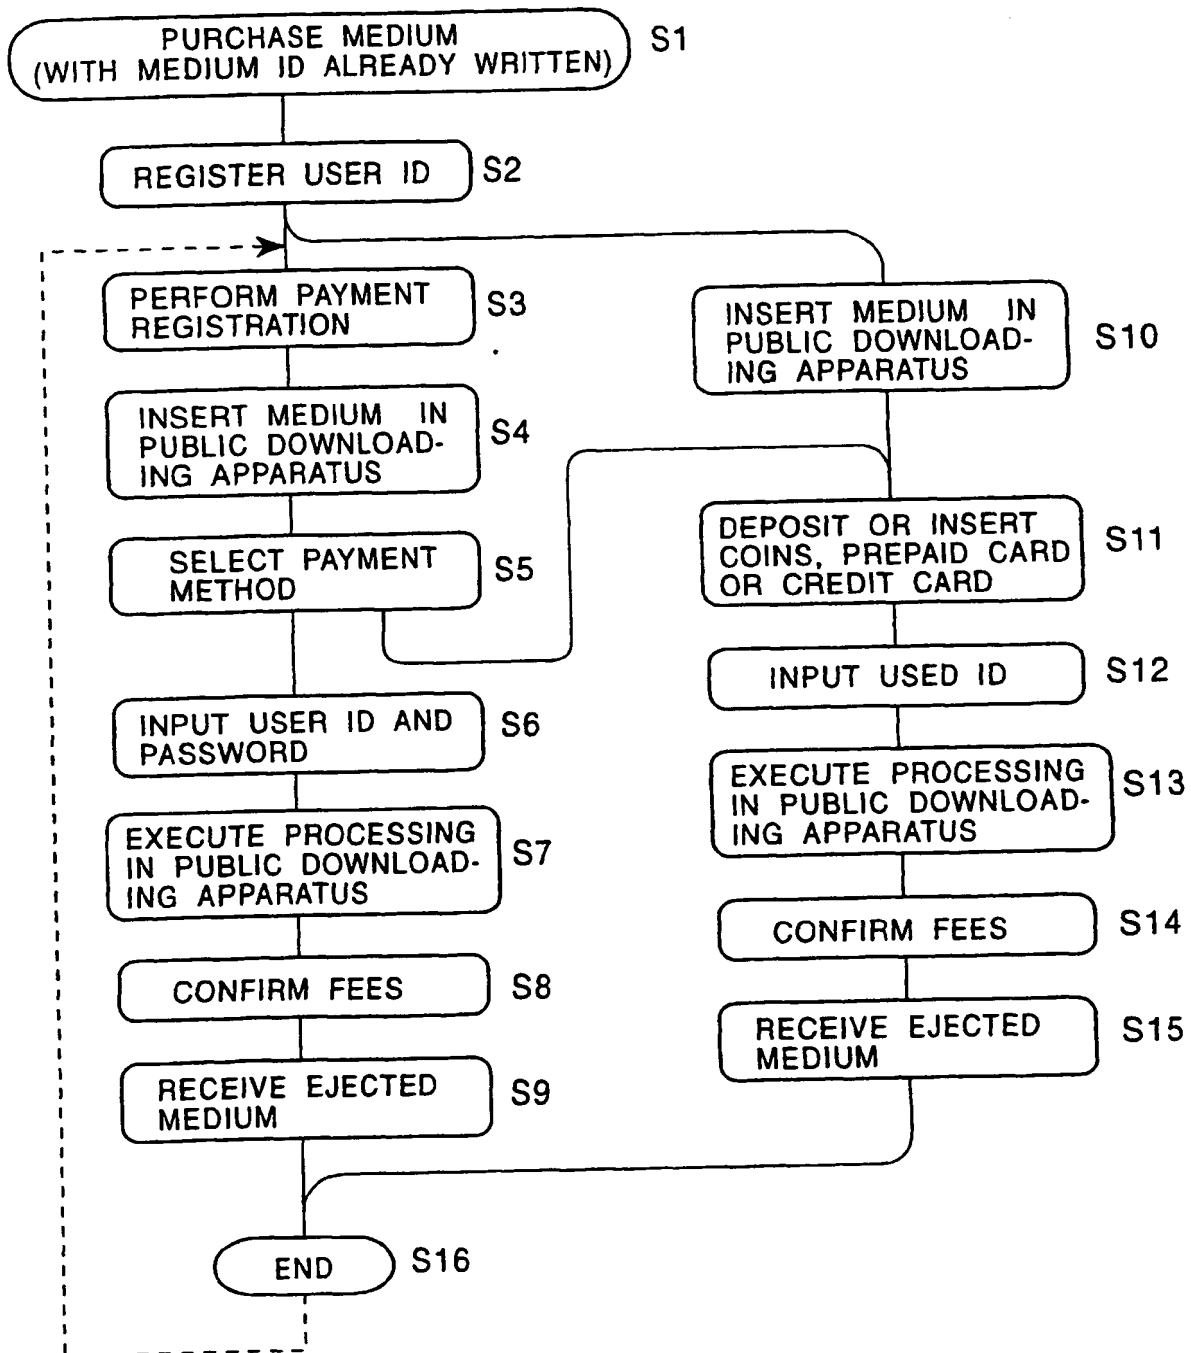 PURCHASE MEDIUM
(WITH MEDIUM ID ALREADY WRITTEN)
S1
REGISTER USER ID
S2
PERFORM PAYMENT
REGISTRATION
S3
INSERT MEDIUM IN
PUBLIC DOWNLOAD-
ING APPARATUS
S4
SELECT PAYMENT
METHOD
S5
INPUT USER ID AND
PASSWORD
S6
EXECUTE PROCESSING
IN PUBLIC DOWNLOAD-
ING APPARATUS
S7
CONFIRM FEES
S8
RECEIVE EJECTED
MEDIUM
S9
INSERT MEDIUM IN
PUBLIC DOWNLOAD-
ING APPARATUS
S10
DEPOSIT OR INSERT
COINS, PREPAID CARD
OR CREDIT CARD
S11
INPUT USED ID
S12
EXECUTE PROCESSING
IN PUBLIC DOWNLOAD-
ING APPARATUS
S13
CONFIRM FEES
S14
RECEIVE EJECTED
MEDIUM
S15
END
S16